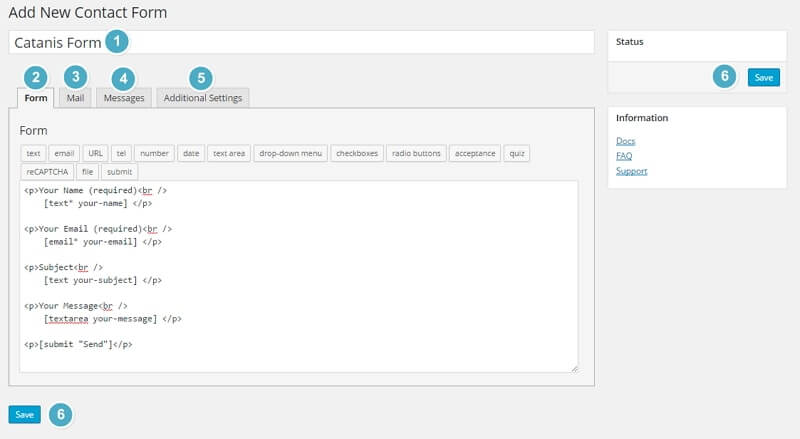 Add New Contact Form
Catanis Form 1
Status
6 Save
2 3 4 5
Form Mail Messages Additional Settings
Information
Docs
FAQ
Support
Form
text email URL tel number date text area drop-down menu checkboxes radio buttons acceptance quiz
reCAPTCHA file submit
<p>Your Name (required)<br />
[text* your-name] </p>
<p>Your Email (required)<br />
[email* your-email] </p>
<p>Subject<br />
[text your-subject] </p>
<p>Your Message<br />
[textarea your-message] </p>
<p>[submit "Send"]</p>
Save 6